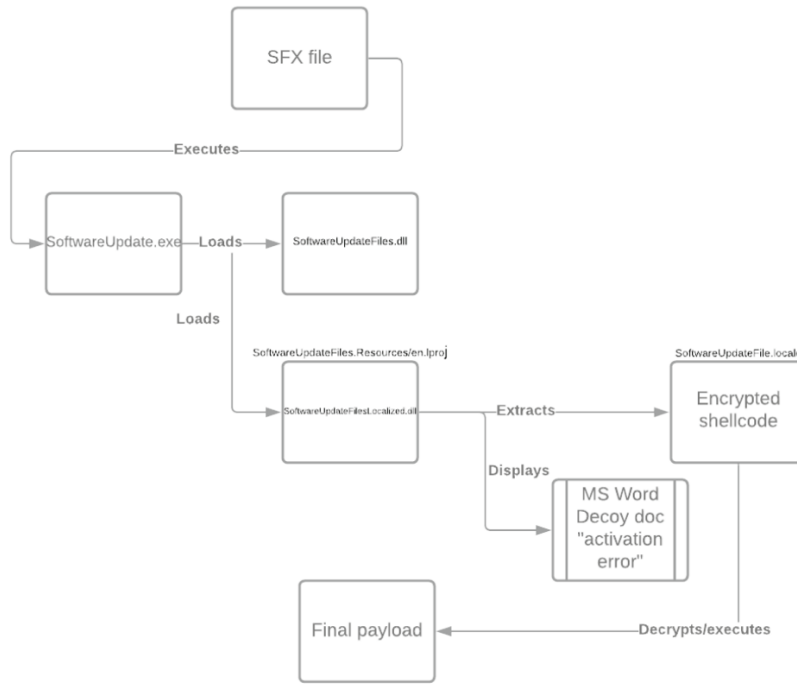 SFX file
Executes
SoftwareUpdate.exe
Loads
SoftwareUpdateFiles.dll
Loads
SoftwareUpdateFiles.Resources/en.lproj
SoftwareUpdateFilesLocalized.dll
Extracts
SoftwareUpdateFile.locale
Encrypted
shellcode
Displays
MS Word
Decoy doc
"activation
error"
Final payload
Decrypts/executes